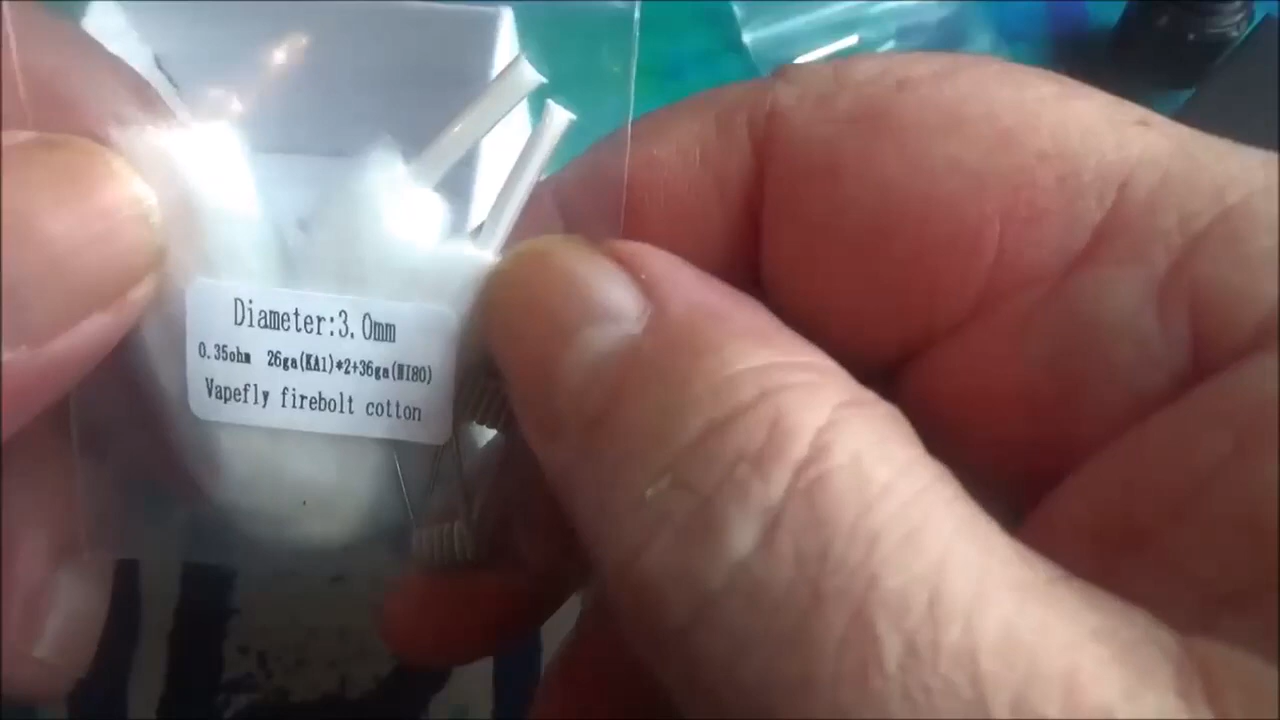 Diameter:3.0mm
0.35ohm 26ga(KA1)*2+36ga(NI80)
Vapefly firebolt cotton